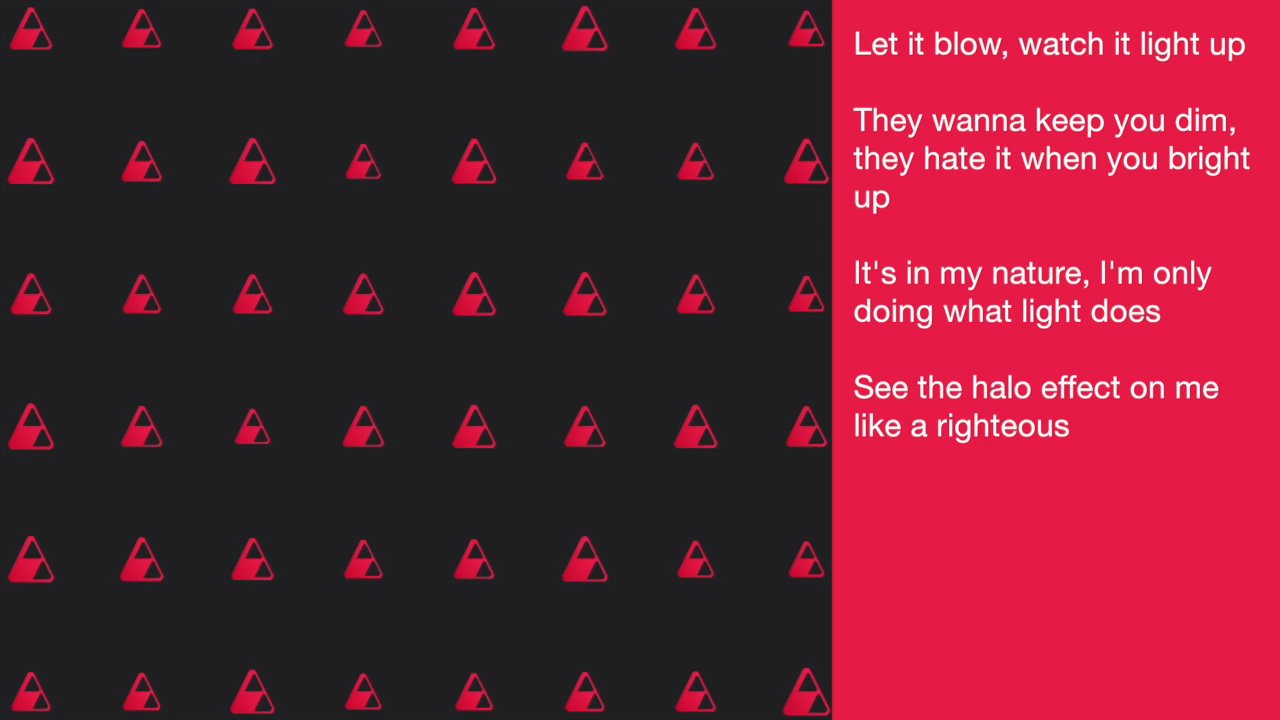 Let it blow, watch it light up
They wanna keep you dim,
they hate it when you bright
up
It's in my nature, I'm only
doing what light does
See the halo effect on me
like a righteous